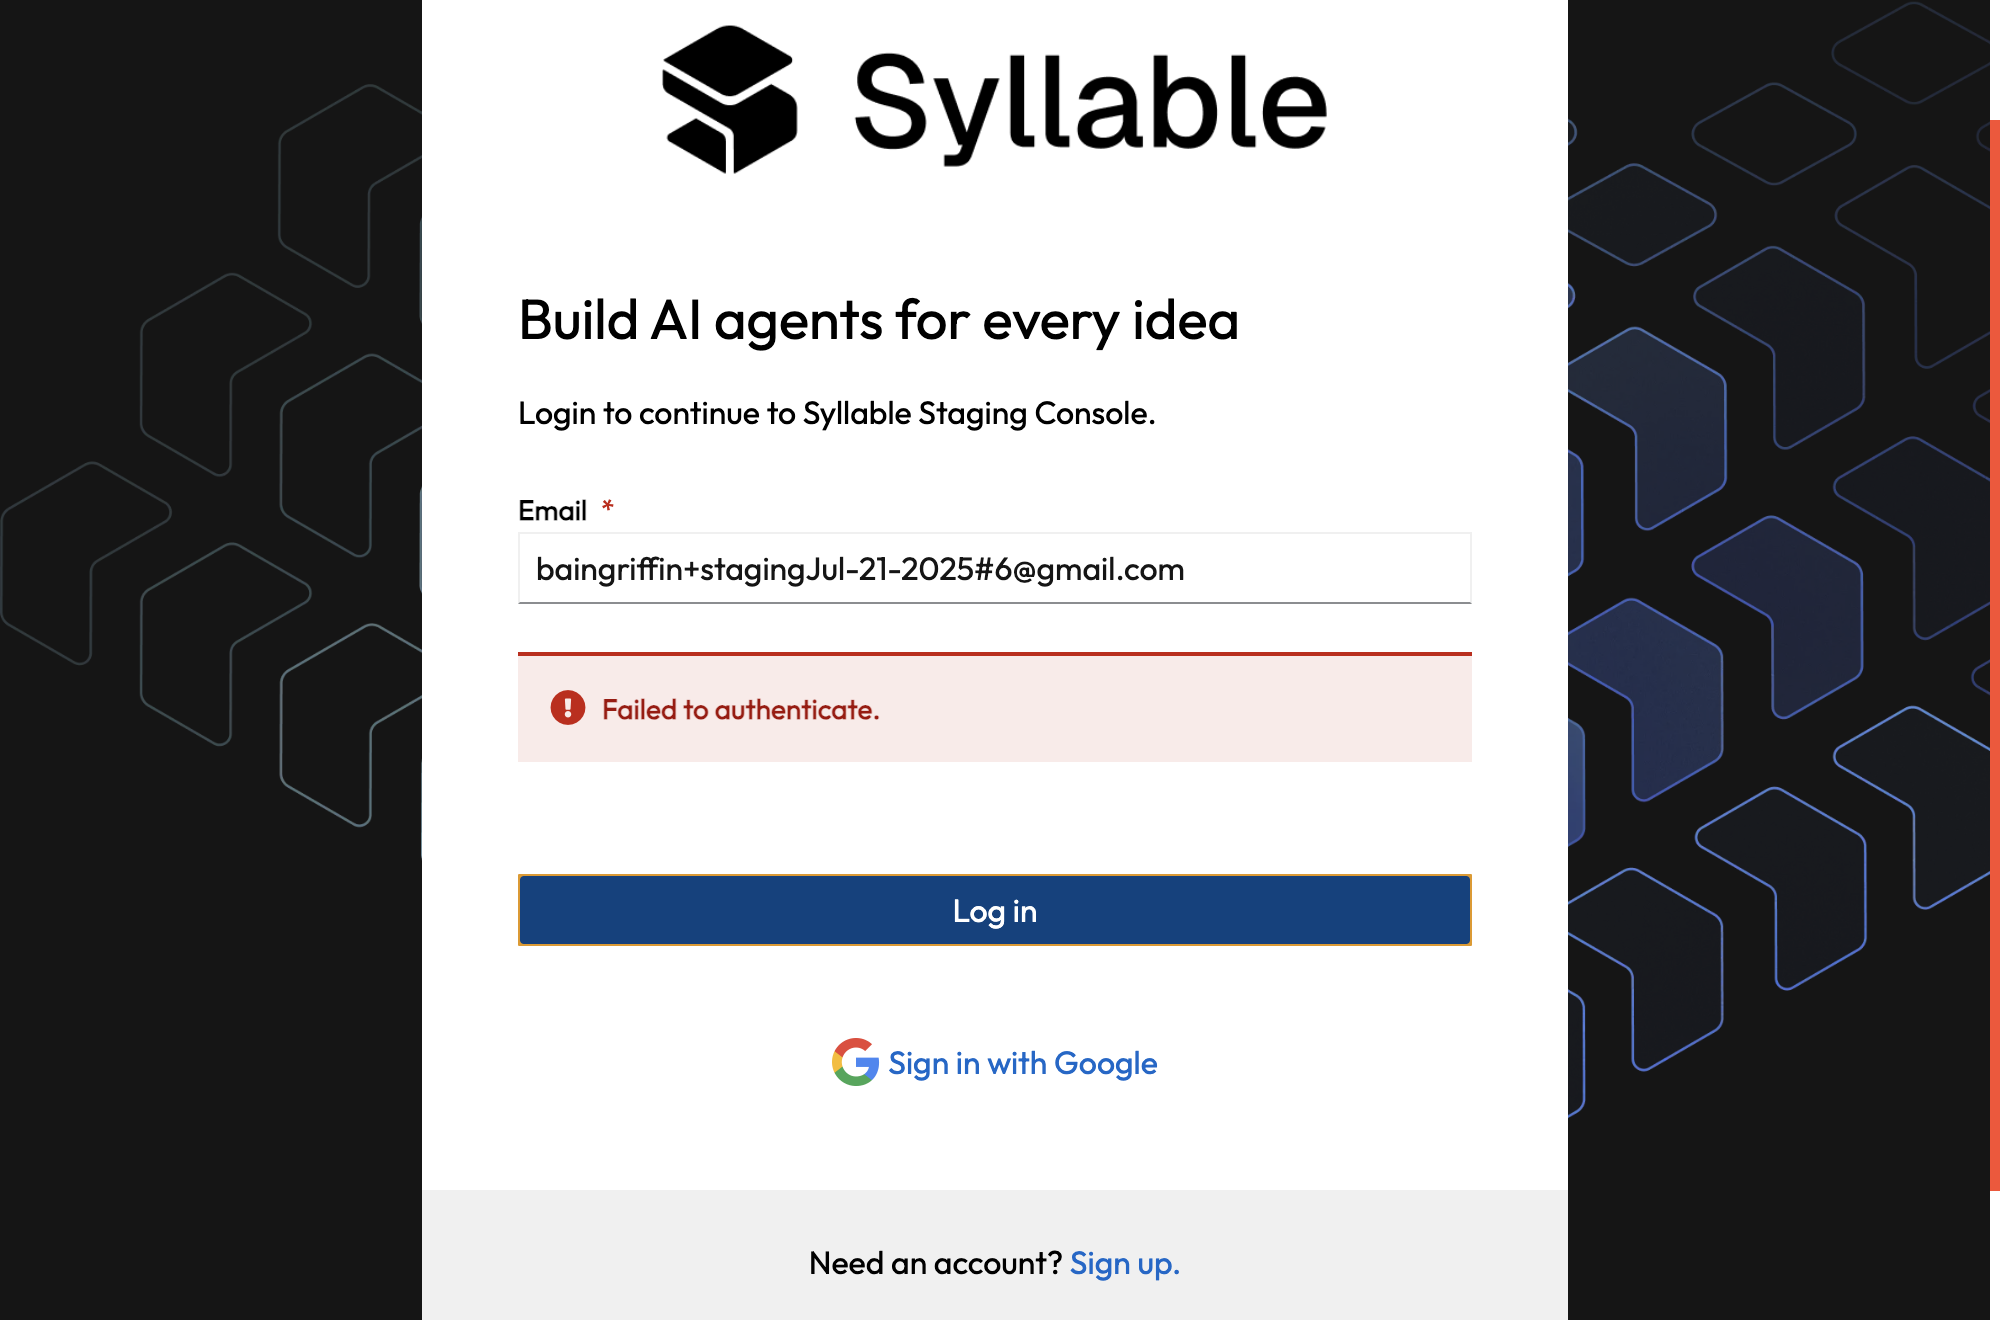 Syllable
Build AI agents for every idea
Login to continue to Syllable Staging Console.
Email *
baingriffin+stagingJul-21-2025#6@gmail.com
Failed to authenticate.
Log in
Sign in with Google
Need an account? Sign up.